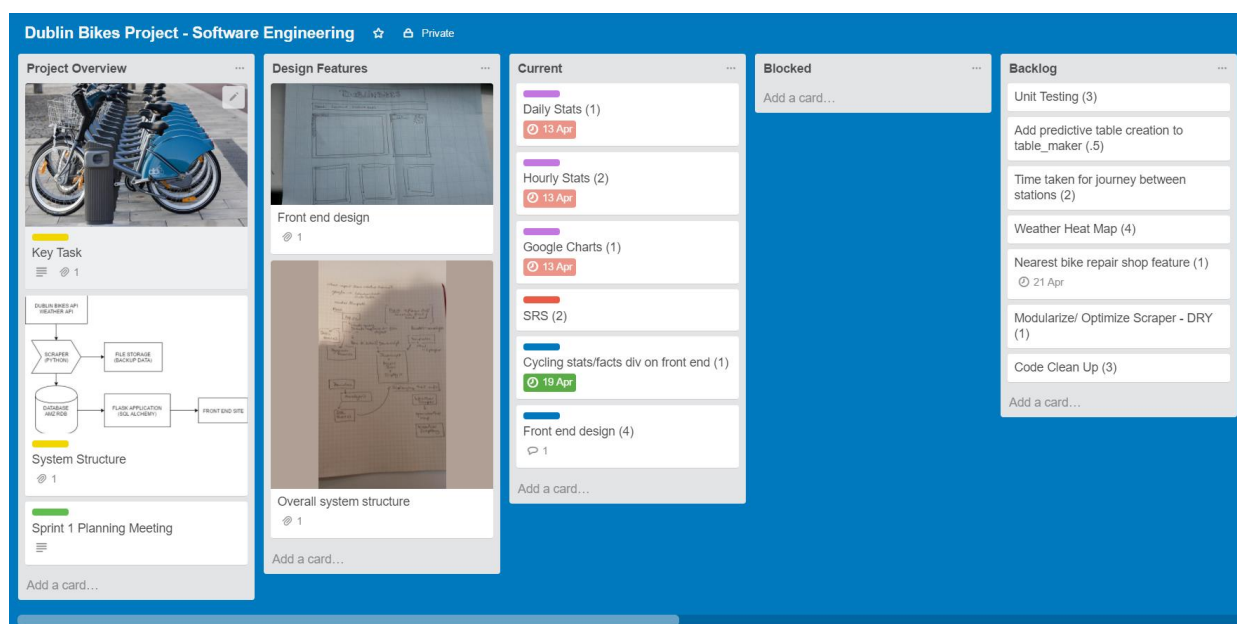 Dublin Bikes Project - Software Engineering Private
Project Overview
Key Task
1
DUBLIN BIKES API
WEATHER API
SCRAPER
(PYTHON)
FILE STORAGE
(BACKUP DATA)
DATABASE
FLASK APPLICATION
(SQL ALCHEMY)
FRONT END SITE
System Structure
1
Sprint 1 Planning Meeting
Add a card...
Design Features
Front end design
1
Overall system structure
1
Add a card...
Current
Daily Stats (1)
13 Apr
Hourly Stats (2)
13 Apr
Google Charts (1)
13 Apr
SRS (2)
Cycling stats/facts div on front end (1)
19 Apr
Front end design (4)
1
Add a card...
Blocked
Add a card...
Backlog
Unit Testing (3)
Add predictive table creation to
table_maker (.5)
Time taken for journey between
stations (2)
Weather Heat Map (4)
Nearest bike repair shop feature (1)
21 Apr
Modularize/ Optimize Scraper - DRY
(1)
Code Clean Up (3)
Add a card...